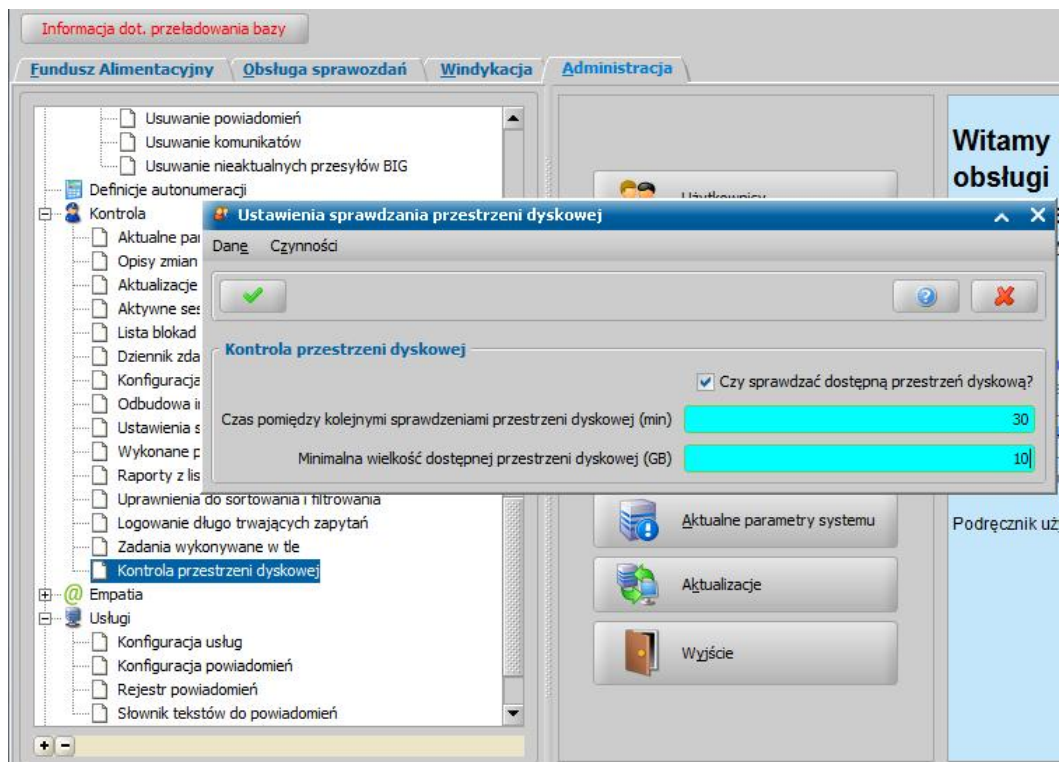 Informacja dot. przeładowania bazy
Fundusz Alimentacyjny
Obsługa sprawozdań
Windykacja
Administracja
Usuwanie powiadomień
Usuwanie komunikatów
Usuwanie nieaktualnych przesyłów BIG
Definicje autonumeracji
Kontrola
Aktualne
Opisy zmian
Aktualizacje
Aktywne
Lista blokad
Dziennik
Konfiguracja
Odbudowa
Ustawienia
Wykonane
Raporty z
Uprawnienia do sortowania i filtrowania
Logowanie długo trwających zapytań
Zadania wykonywane w tle
Kontrola przestrzeni dyskowej
Empatia
Usługi
Konfiguracja usług
Konfiguracja powiadomień
Rejestr powiadomień
Słownik tekstów do powiadomień
Użytkownicy
Witamy
obsługi
Ustawienia sprawdzania przestrzeni dyskowej
Dane Czynności
Kontrola przestrzeni dyskowej
Czy sprawdzać dostępną przestrzeń dyskową?
Czas pomiędzy kolejnymi sprawdzeniami przestrzeni dyskowej (min) 30
Minimalna wielkość dostępnej przestrzeni dyskowej (GB) 10
Aktualne parametry systemu
Aktualizacje
Wyjście
Podręcznik